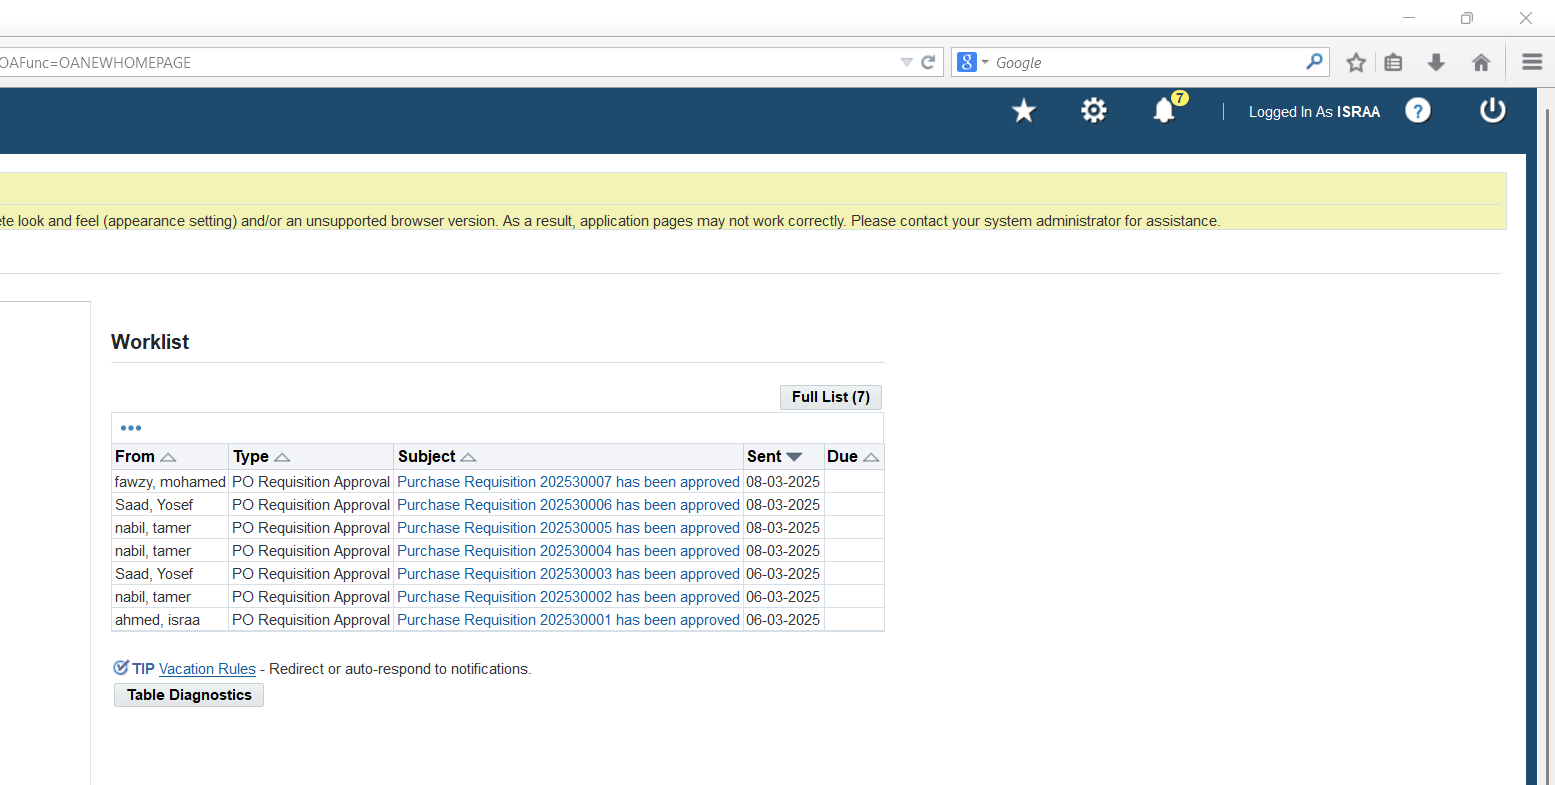 OAFunc=OANEWHOMEPAGE
8 Google
7
Logged In As ISRAA ?
ete look and feel (appearance setting) and/or an unsupported browser version. As a result, application pages may not work correctly. Please contact your system administrator for assistance.
Worklist
Full List (7)
From Type Subject Sent Due
fawzy, mohamed PO Requisition Approval Purchase Requisition 202530007 has been approved 08-03-2025
Saad, Yosef PO Requisition Approval Purchase Requisition 202530006 has been approved 08-03-2025
nabil, tamer PO Requisition Approval Purchase Requisition 202530005 has been approved 08-03-2025
nabil, tamer PO Requisition Approval Purchase Requisition 202530004 has been approved 08-03-2025
Saad, Yosef PO Requisition Approval Purchase Requisition 202530003 has been approved 06-03-2025
nabil, tamer PO Requisition Approval Purchase Requisition 202530002 has been approved 06-03-2025
ahmed, israa PO Requisition Approval Purchase Requisition 202530001 has been approved 06-03-2025
TIP Vacation Rules - Redirect or auto-respond to notifications.
Table Diagnostics